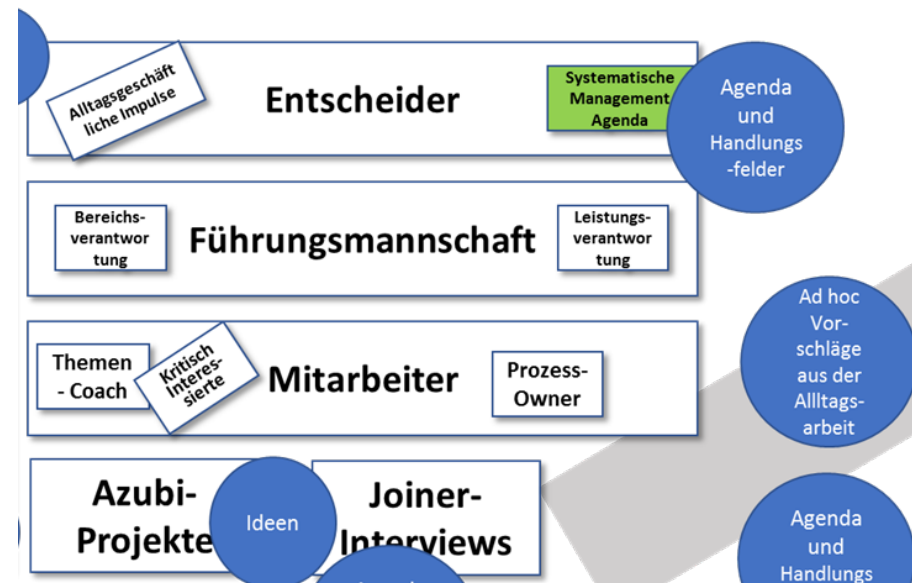 Alltagsgeschäft
liche Impulse
Entscheider
Systematische
Management
Agenda
Agenda
und
Handlungs
-felder
Bereichs-
verantwor
tung
Führungsmannschaft
Leistungs-
verantwor
tung
Ad hoc
Vor-
schläge
aus der
Allltags-
arbeit
Themen
- Coach
Kritisch
Interes-
sierte
Mitarbeiter
Prozess-
Owner
Azubi-
Projekte
Ideen
Joiner-
Interviews
Agenda
und
Handlungs